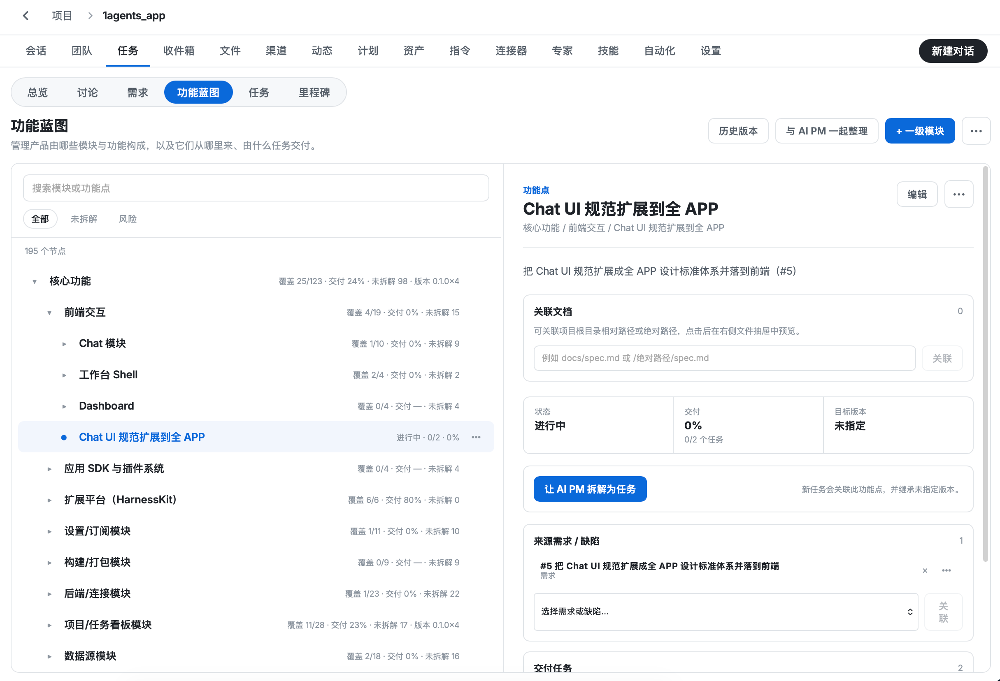 项目 > 1agents_app
会话 团队 任务 收件箱 文件 渠道 动态 计划 资产 指令 连接器 专家 技能 自动化 设置 新建对话
总览 讨论 需求 功能蓝图 任务 里程碑
功能蓝图
管理产品由哪些模块与功能构成，以及它们从哪里来、由什么任务交付。
历史版本 与 AI PM 一起整理 + 一级模块 ···
搜索模块或功能点
全部 未拆解 风险
195 个节点
核心功能 覆盖 25/123 · 交付 24% · 未拆解 98 · 版本 0.1.0×4
前端交互 覆盖 4/19 · 交付 0% · 未拆解 15
Chat 模块 覆盖 1/10 · 交付 0% · 未拆解 9
工作台 Shell 覆盖 2/4 · 交付 0% · 未拆解 2
Dashboard 覆盖 0/4 · 交付 — · 未拆解 4
Chat UI 规范扩展到全 APP 进行中 · 0/2 · 0% ···
应用 SDK 与插件系统 覆盖 0/4 · 交付 — · 未拆解 4
扩展平台（HarnessKit） 覆盖 6/6 · 交付 80% · 未拆解 0
设置/订阅模块 覆盖 1/11 · 交付 0% · 未拆解 10
构建/打包模块 覆盖 0/9 · 交付 — · 未拆解 9
后端/连接模块 覆盖 1/23 · 交付 0% · 未拆解 22
项目/任务看板模块 覆盖 11/28 · 交付 23% · 未拆解 17 · 版本 0.1.0×4
数据源模块 覆盖 2/18 · 交付 0% · 未拆解 16
功能点
Chat UI 规范扩展到全 APP
核心功能 / 前端交互 / Chat UI 规范扩展到全 APP
编辑 ···
把 Chat UI 规范扩展成全 APP 设计标准体系并落到前端（#5）
关联文档 0
可关联项目根目录相对路径或绝对路径，点击后在右侧文件抽屉中预览。
例如 docs/spec.md 或 /绝对路径/spec.md 关联
状态
进行中
交付
0%
0/2 个任务
目标版本
未指定
让 AI PM 拆解为任务 新任务会关联此功能点，并继承未指定版本。
来源需求 / 缺陷 1
#5 把 Chat UI 规范扩展成全 APP 设计标准体系并落到前端 × ···
需求
选择需求或缺陷...
关
联
交付任务 2